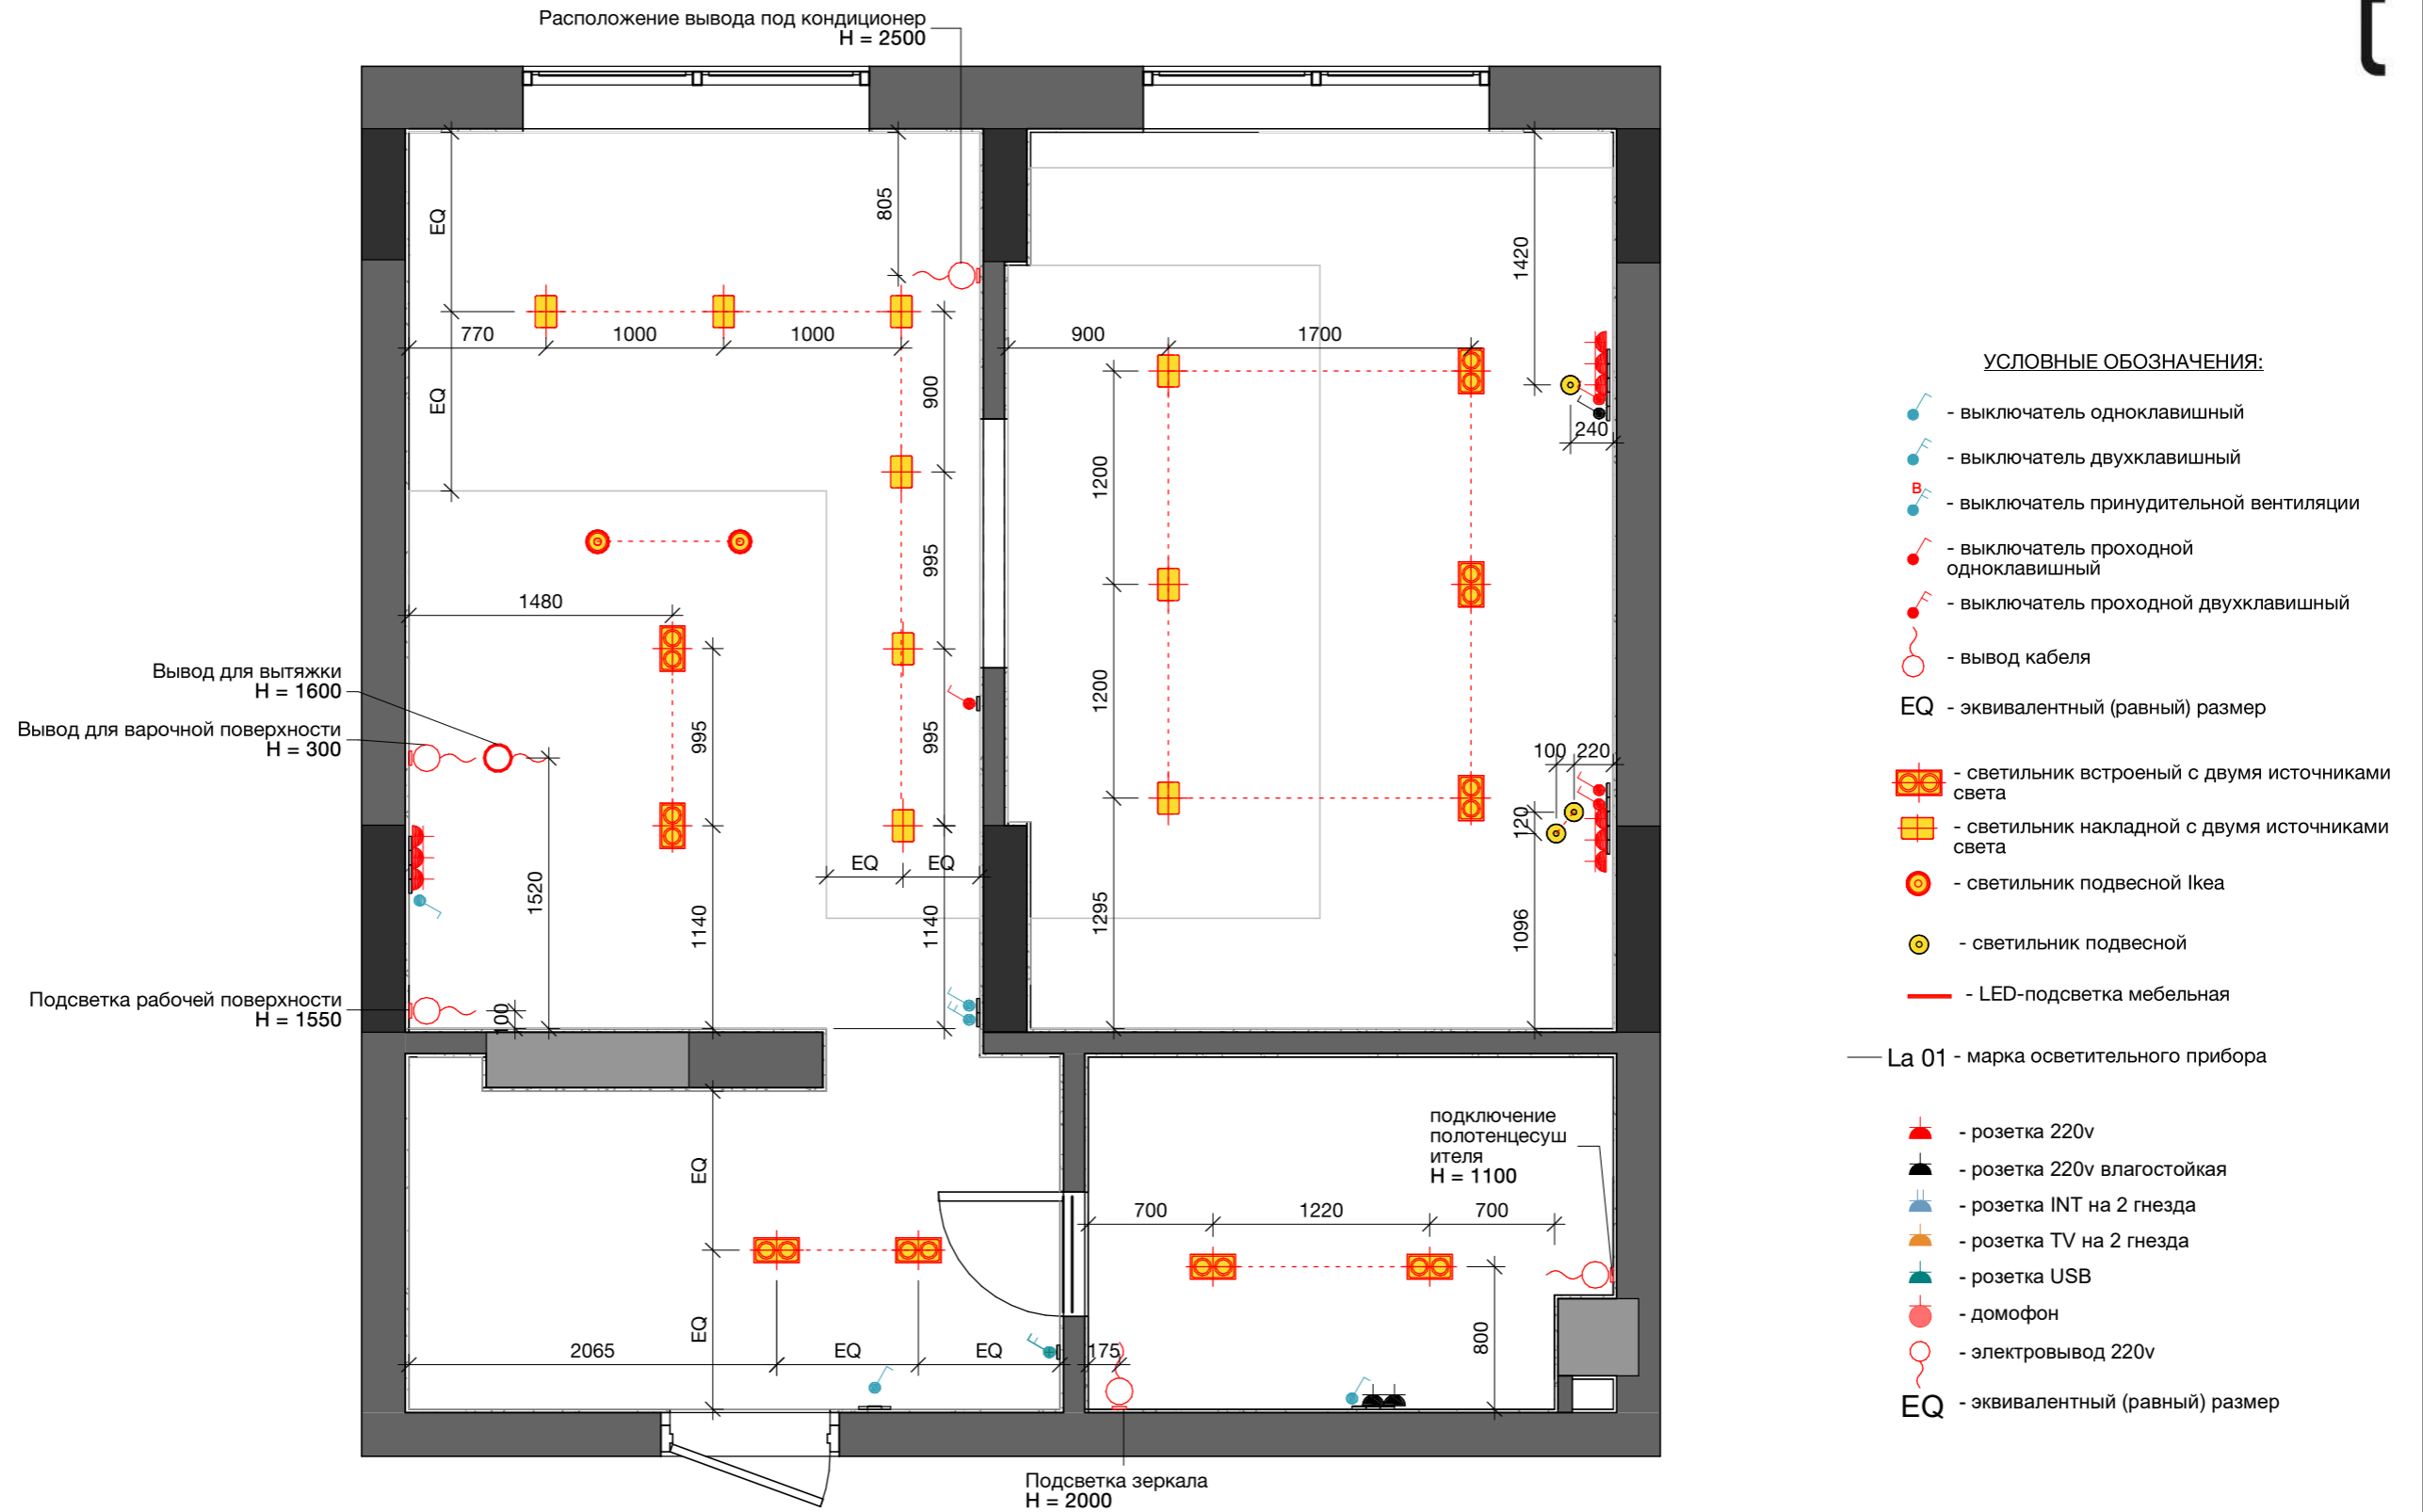 Расположение вывода под кондиционер
H = 2500
EQ
805
1420
770
1000
1000
900
1700
EQ
900
240
1200
995
1480
Вывод для вытяжки
H = 1600
Вывод для варочной поверхности
H = 300
995
995
1200
100
220
120
EQ
EQ
1520
1140
1140
1295
1096
Подсветка рабочей поверхности
H = 1550
100
подключение
полотенцесуш
ителя
H = 1100
EQ
700
1220
700
EQ
800
2065
EQ
EQ
175
Подсветка зеркала
H = 2000
УСЛОВНЫЕ ОБОЗНАЧЕНИЯ:
- выключатель одноклавишный
- выключатель двухклавишный
B
- выключатель принудительной вентиляции
- выключатель проходной
одноклавишный
- выключатель проходной двухклавишный
- вывод кабеля
EQ - эквивалентный (равный) размер
- светильник встроеный с двумя источниками
света
- светильник накладной с двумя источниками
света
- светильник подвесной Ikea
- светильник подвесной
- LED-подсветка мебельная
La 01 - марка осветительного прибора
- розетка 220v
- розетка 220v влагостойкая
- розетка INT на 2 гнезда
- розетка TV на 2 гнезда
- розетка USB
- домофон
- электровывод 220v
EQ - эквивалентный (равный) размер